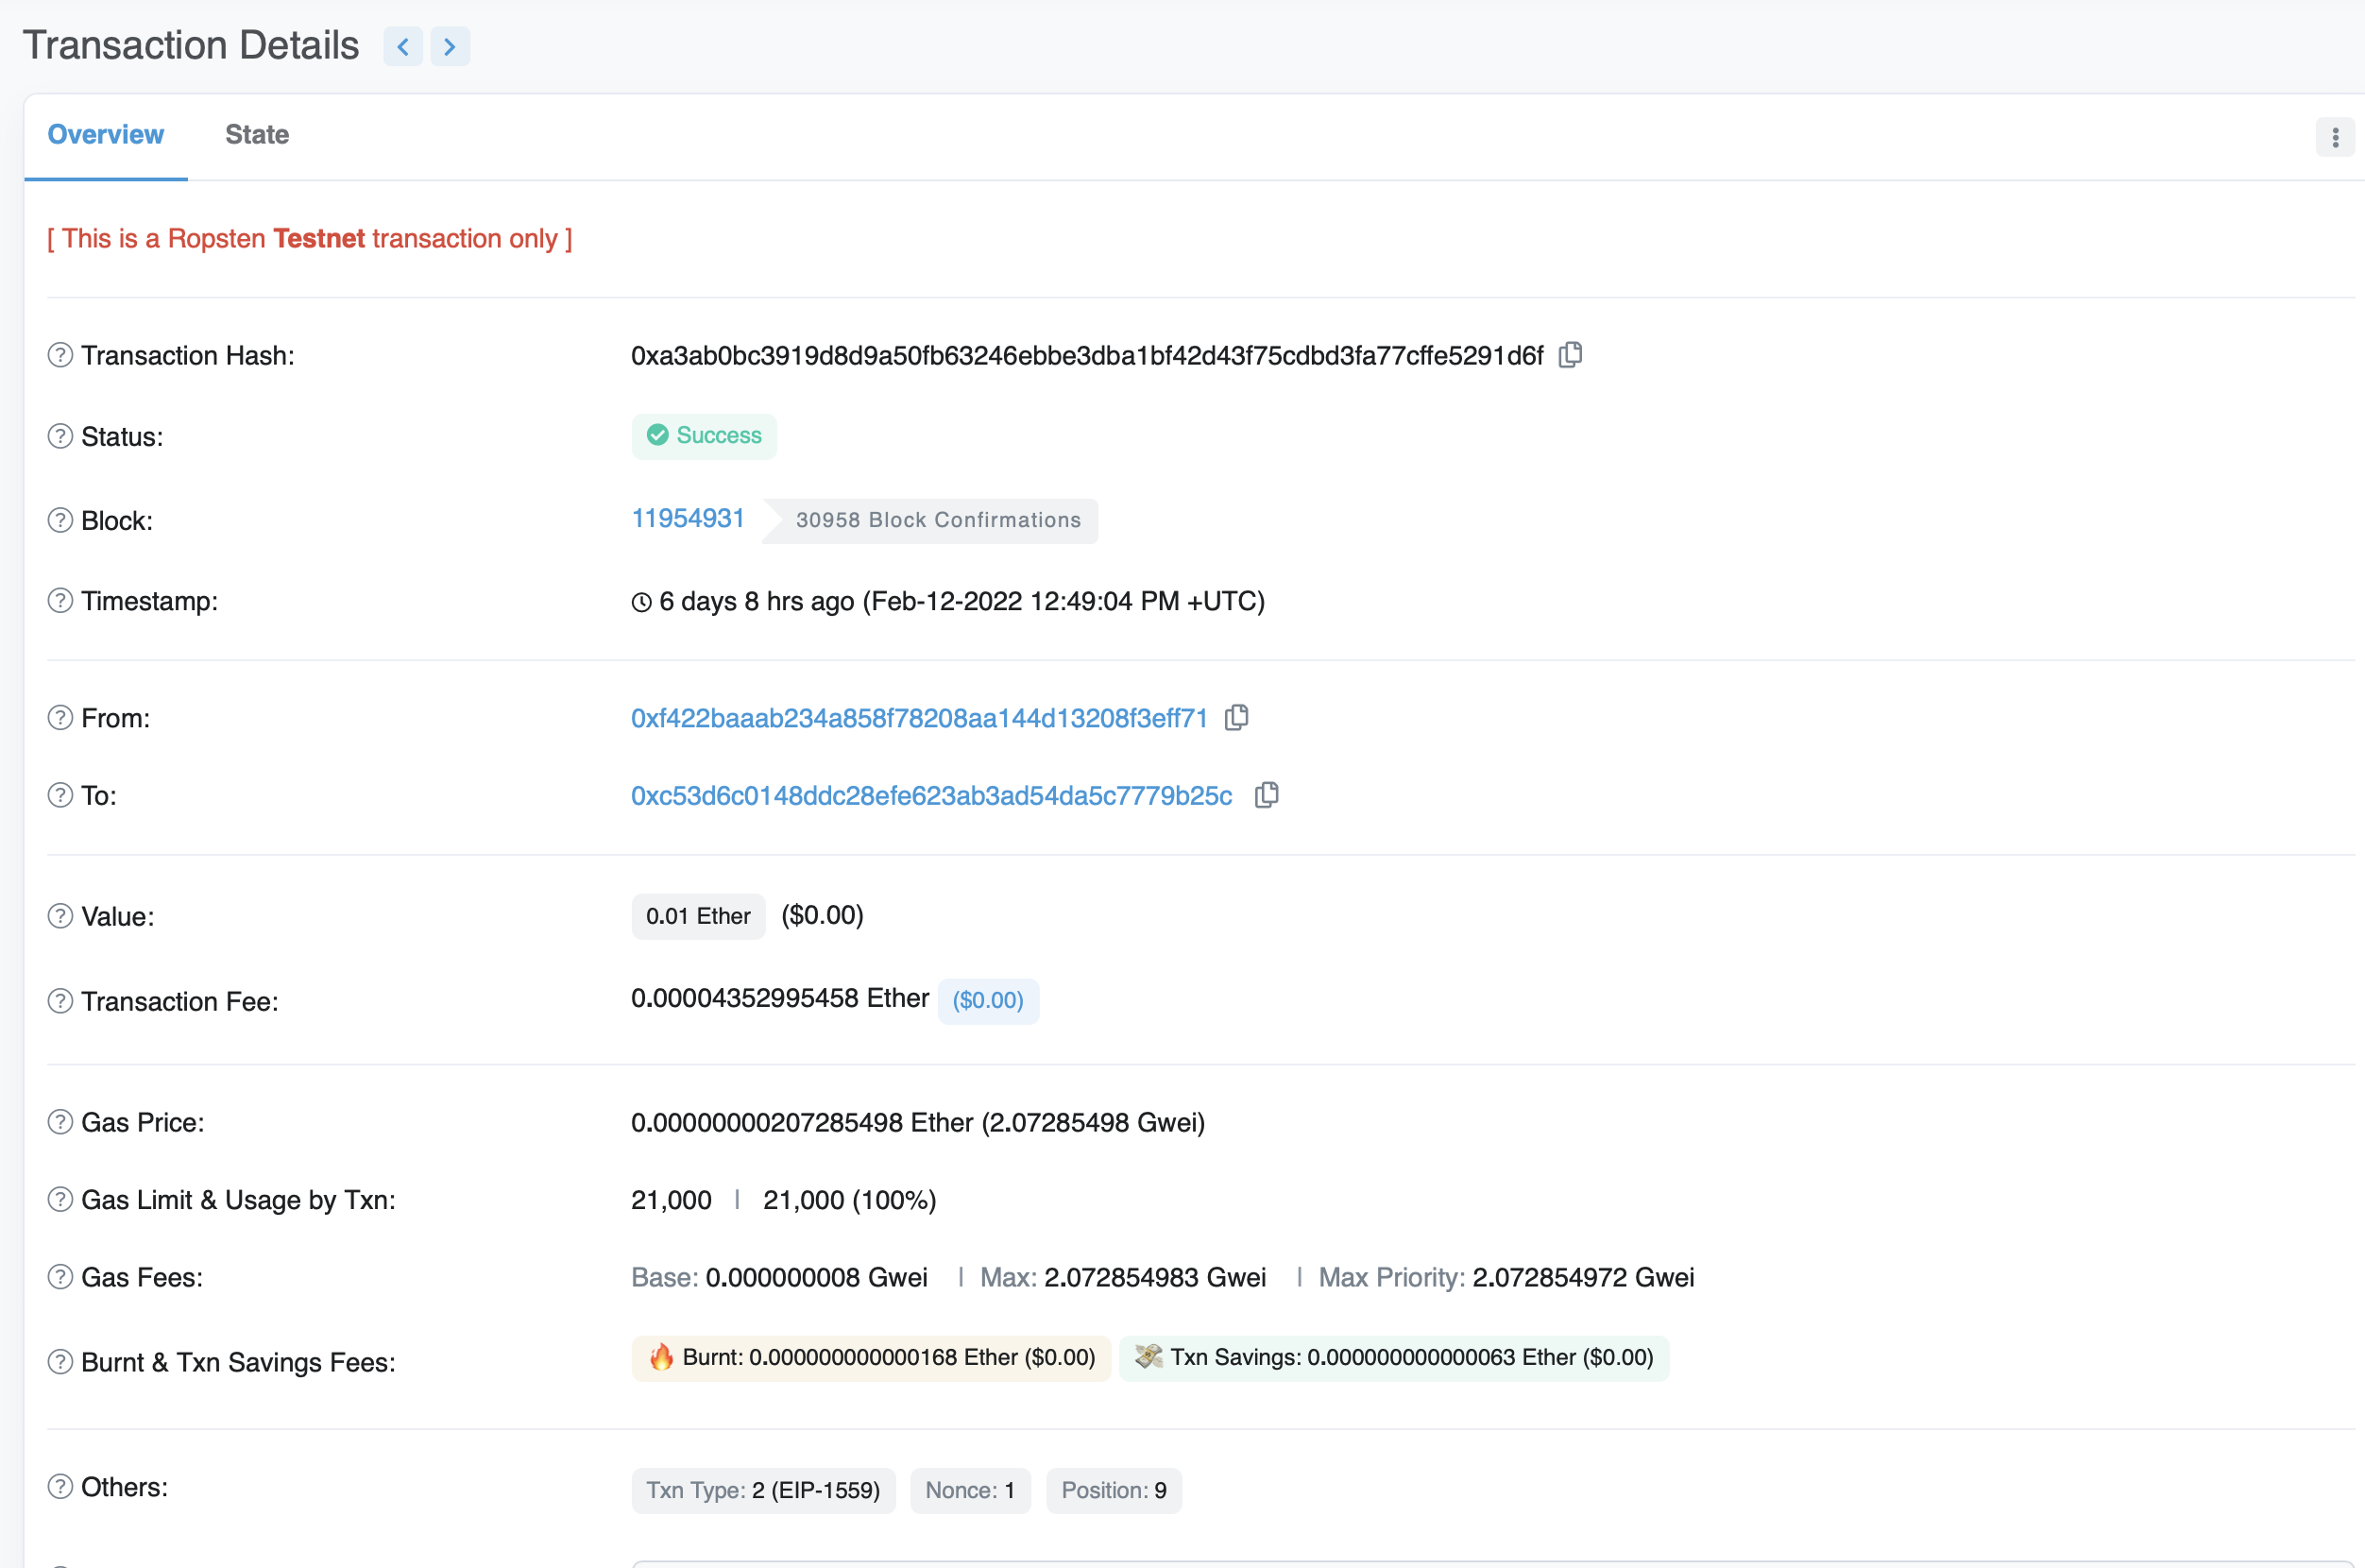 Transaction Details
Overview State
[ This is a Ropsten Testnet transaction only ]
Transaction Hash: 0xa3ab0bc3919d8d9a50fb63246ebbe3dba1bf42d43f75cdbd3fa77cffe5291d6f
Status: Success
Block: 11954931 30958 Block Confirmations
Timestamp: 6 days 8 hrs ago (Feb-12-2022 12:49:04 PM +UTC)
From: 0xf422baaab234a858f78208aa144d13208f3eff71
To: 0xc53d6c0148ddc28efe623ab3ad54da5c7779b25c
Value: 0.01 Ether ($0.00)
Transaction Fee: 0.00004352995458 Ether ($0.00)
Gas Price: 0.00000000207285498 Ether (2.07285498 Gwei)
Gas Limit & Usage by Txn: 21,000 | 21,000 (100%)
Gas Fees: Base: 0.000000008 Gwei | Max: 2.072854983 Gwei | Max Priority: 2.072854972 Gwei
Burnt & Txn Savings Fees: 🔥 Burnt: 0.000000000000168 Ether ($0.00) 💸 Txn Savings: 0.000000000000063 Ether ($0.00)
Others: Txn Type: 2 (EIP-1559) Nonce: 1 Position: 9